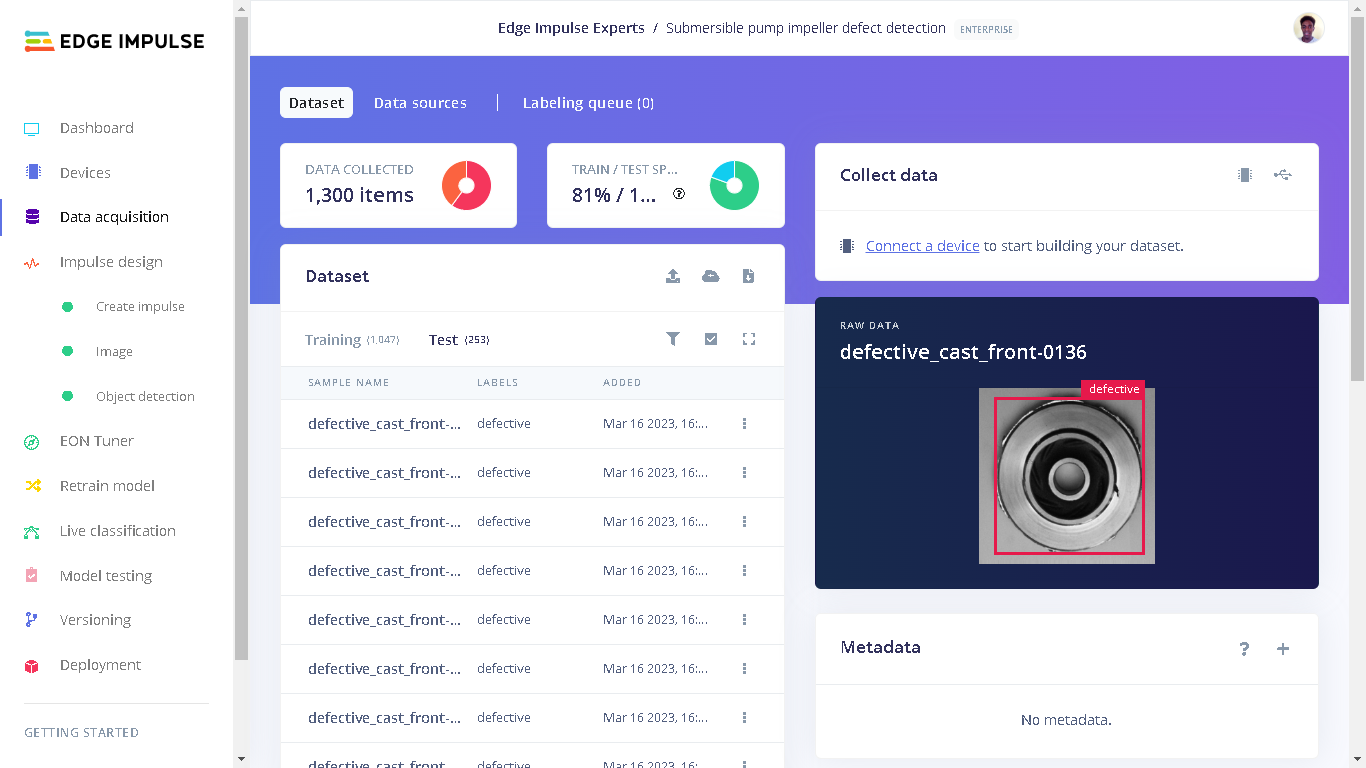 EDGE IMPULSE
Edge Impulse Experts / Submersible pump impeller defect detection ENTERPRISE
Dashboard
Devices
Data acquisition
Impulse design
Create impulse
Image
Object detection
EON Tuner
Retrain model
Live classification
Model testing
Versioning
Deployment
GETTING STARTED
Dataset Data sources | Labeling queue (0)
DATA COLLECTED
1,300 items
TRAIN / TEST SP...
81% / 1... ?
Dataset
Training (1,047) Test (253)
SAMPLE NAME LABELS ADDED
defective_cast_front-... defective Mar 16 2023, 16:...
defective_cast_front-... defective Mar 16 2023, 16:...
defective_cast_front-... defective Mar 16 2023, 16:...
defective_cast_front-... defective Mar 16 2023, 16:...
defective_cast_front-... defective Mar 16 2023, 16:...
defective_cast_front-... defective Mar 16 2023, 16:...
defective_cast_front-... defective Mar 16 2023, 16:...
defective_cast_front-... defective Mar 16 2023, 16:...
Collect data
Connect a device to start building your dataset.
RAW DATA
defective_cast_front-0136
defective
Metadata ? +
No metadata.